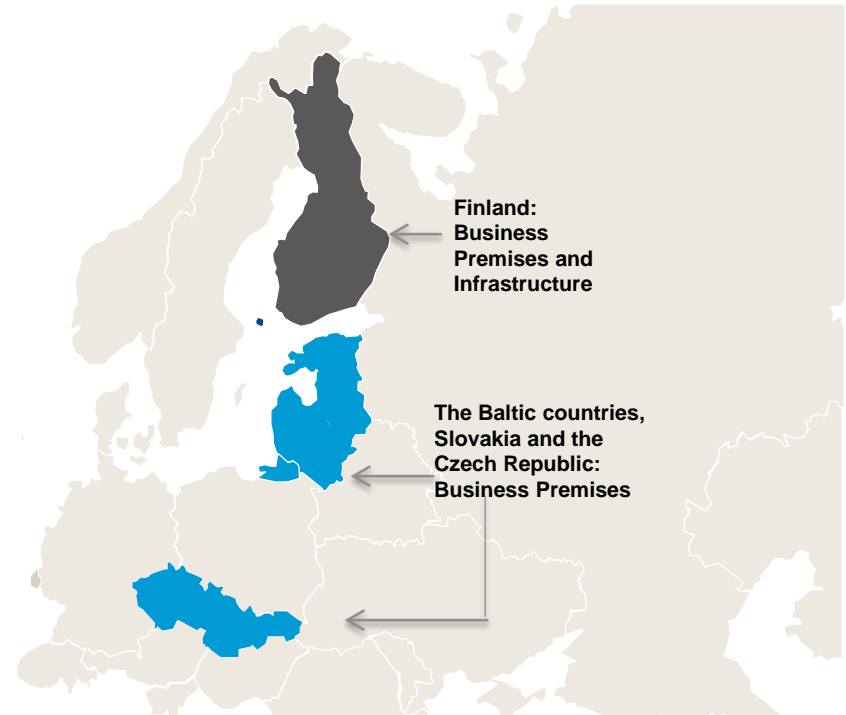 Finland:
Business
Premises and
Infrastructure
The Baltic countries,
Slovakia and the
Czech Republic:
Business Premises